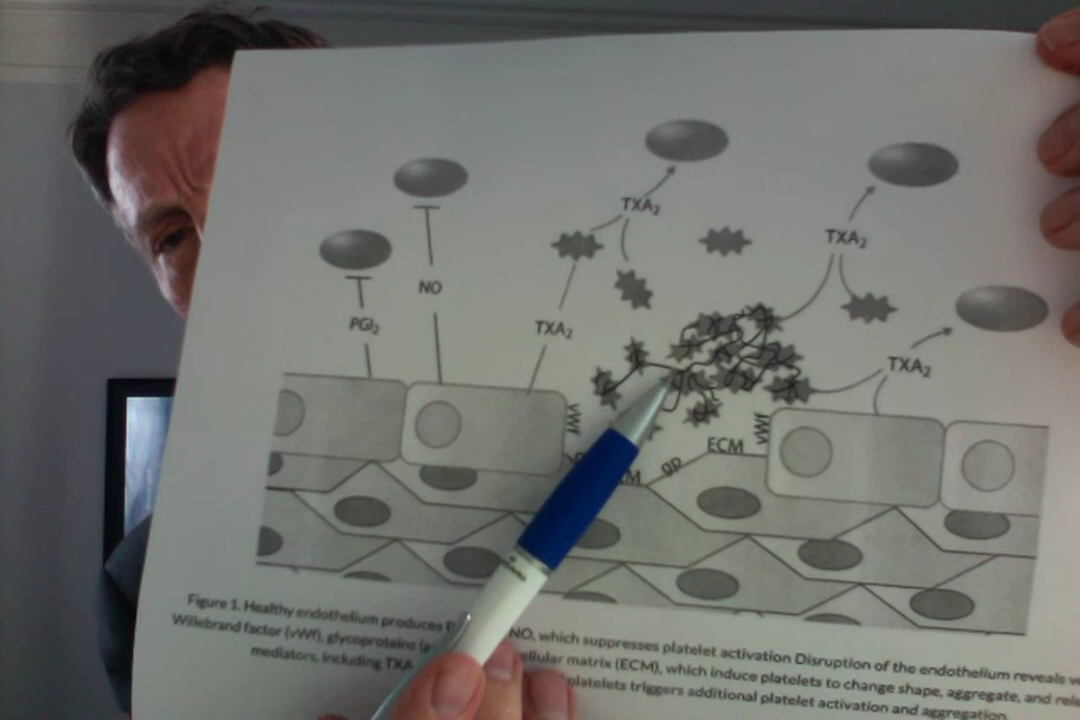 TXA₂
TXA₂
NO
PGI₂
TXA₂
TXA₂
vWf
vWf
ECM
gp
Figure 1. Healthy endothelium produces NO, which suppresses platelet activation Disruption of the endothelium reveals
Willebrand factor (vWf), glycoproteins matrix (ECM), which induce platelets to change shape, aggregate, and
mediators, including TXA platelets triggers additional platelet activation and aggregation.